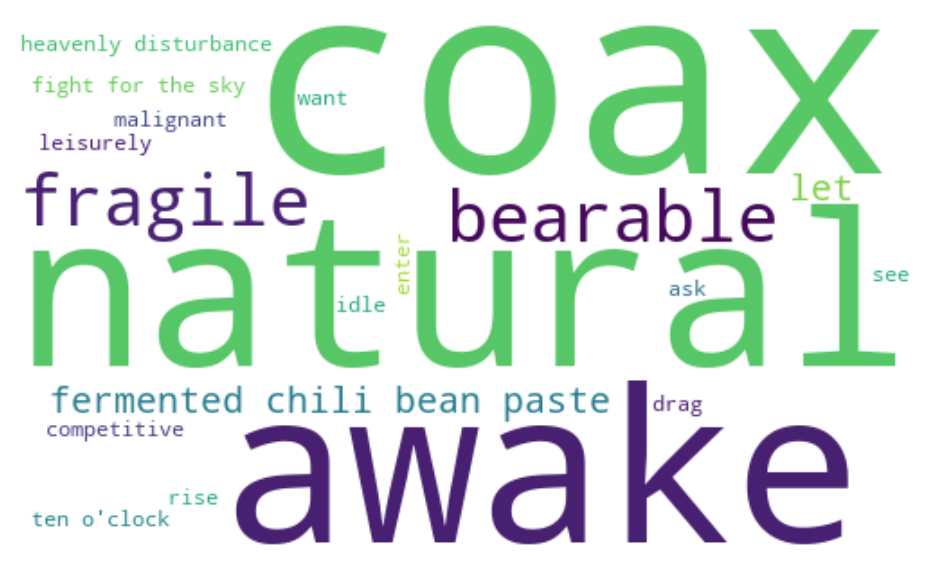 heavenly disturbance
coax
fight for the sky
want
malignant
leisurely
fragile
bearable
let
natural
enter
idle
ask
see
fermented chili bean paste
drag
competitive
awake
rise
ten o'clock